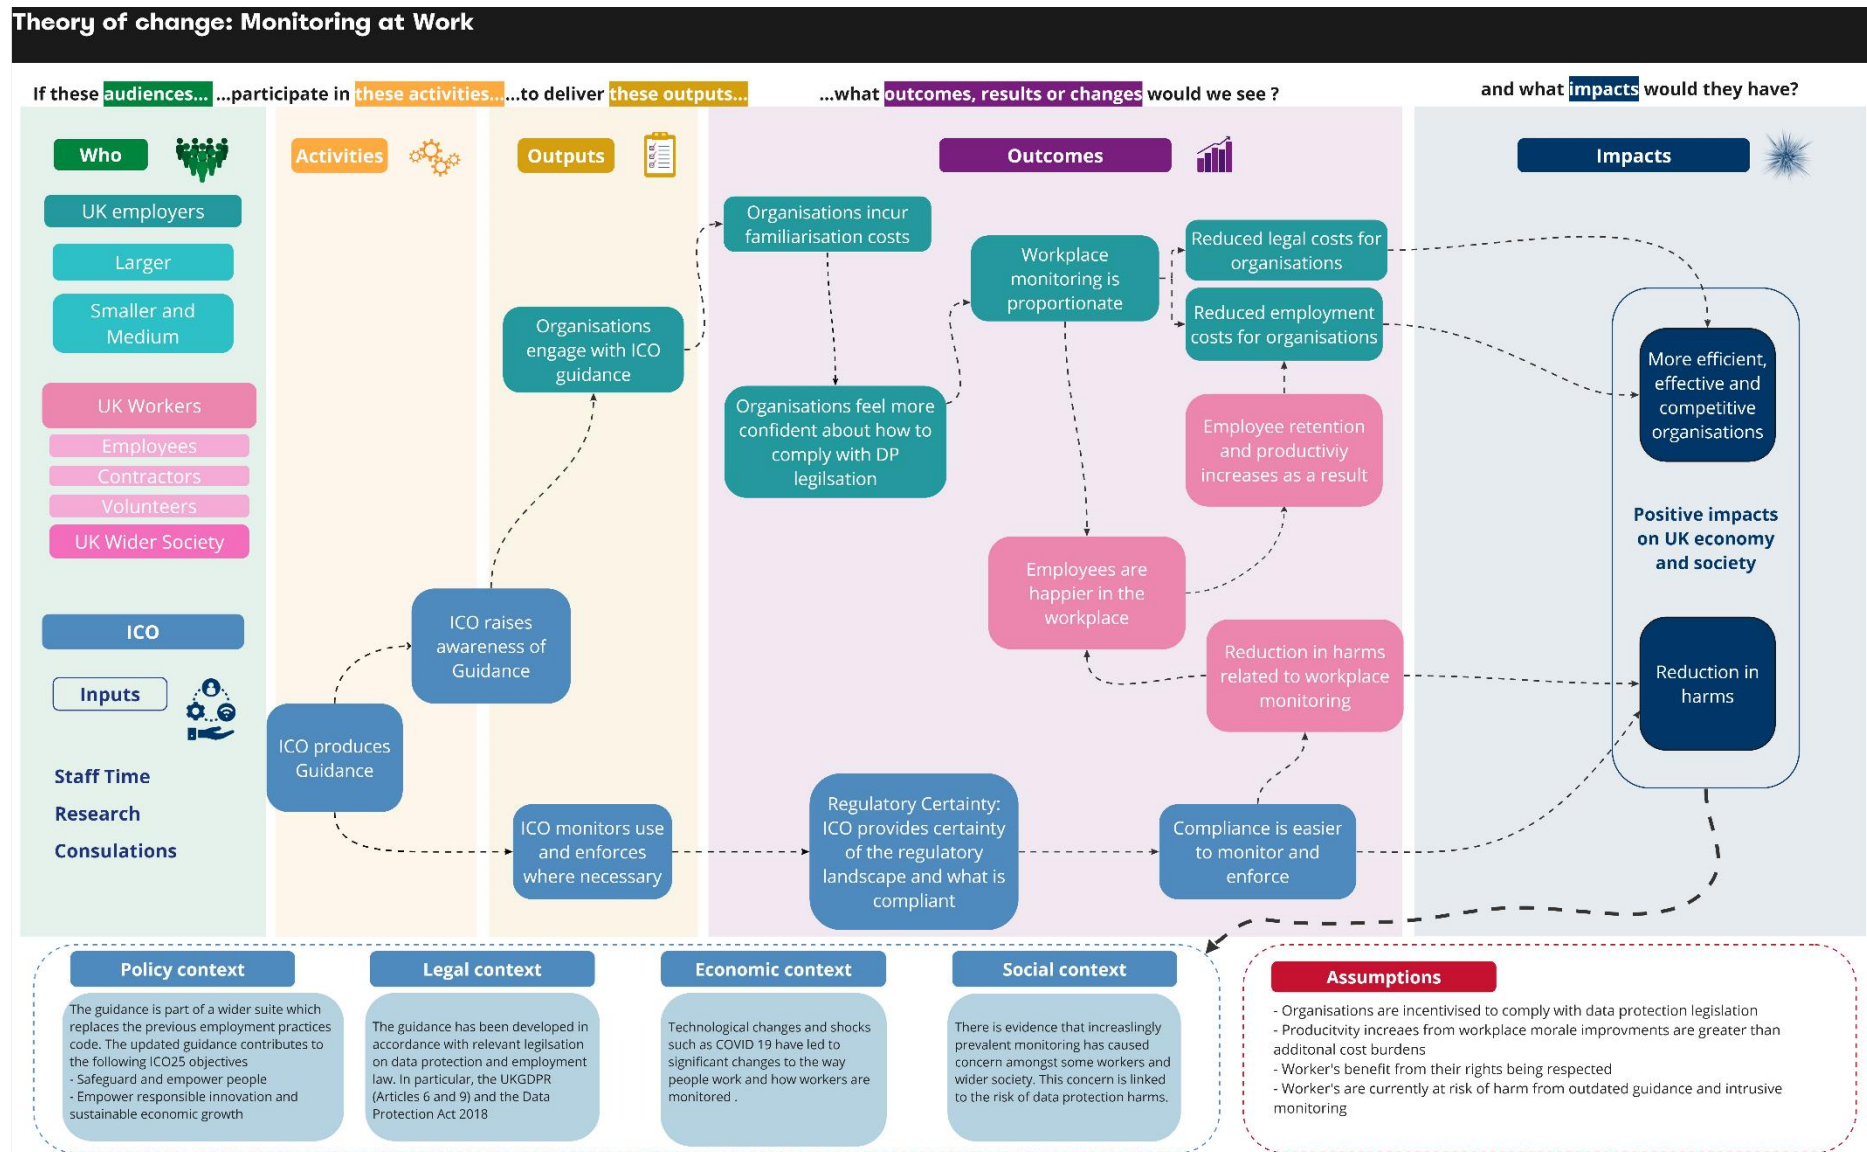 Theory of change: Monitoring at Work
If these audiences... ...participate in these activities... ...to deliver these outputs... ...what outcomes, results or changes would we see ? and what impacts would they have?
Who
UK employers
Larger
Smaller and
Medium
UK Workers
Employees
Contractors
Volunteers
UK Wider Society
ICO
Inputs
Staff Time
Research
Consulations
Activities
ICO produces
Guidance
ICO raises
awareness of
Guidance
Outputs
Organisations
engage with ICO
guidance
ICO monitors use
and enforces
where necessary
Outcomes
Organisations incur
familiarisation costs
Organisations feel more
confident about how to
comply with DP
legilsation
Workplace
monitoring is
proportionate
Reduced legal costs for
organisations
Reduced employment
costs for organisations
Employee retention
and productiviy
increases as a result
Employees are
happier in the
workplace
Reduction in harms
related to workplace
monitoring
Regulatory Certainty:
ICO provides certainty
of the regulatory
landscape and what is
compliant
Compliance is easier
to monitor and
enforce
Impacts
More efficient,
effective and
competitive
organisations
Positive impacts
on UK economy
and society
Reduction in
harms
Policy context
The guidance is part of a wider suite which
replaces the previous employment practices
code. The updated guidance contributes to
the following ICO25 objectives
- Safeguard and empower people
- Empower responsible innovation and
sustainable economic growth
Legal context
The guidance has been developed in
accordance with relevant legilsation
on data protection and employment
law. In particular, the UKGDPR
(Articles 6 and 9) and the Data
Protection Act 2018
Economic context
Technological changes and shocks
such as COVID 19 have led to
significant changes to the way
people work and how workers are
monitored .
Social context
There is evidence that increaslingly
prevalent monitoring has caused
concern amongst some workers and
wider society. This concern is linked
to the risk of data protection harms.
Assumptions
- Organisations are incentivised to comply with data protection legislation
- Producitvity increaes from workplace morale improvments are greater than
additonal cost burdens
- Worker's benefit from their rights being respected
- Worker's are currently at risk of harm from outdated guidance and intrusive
monitoring